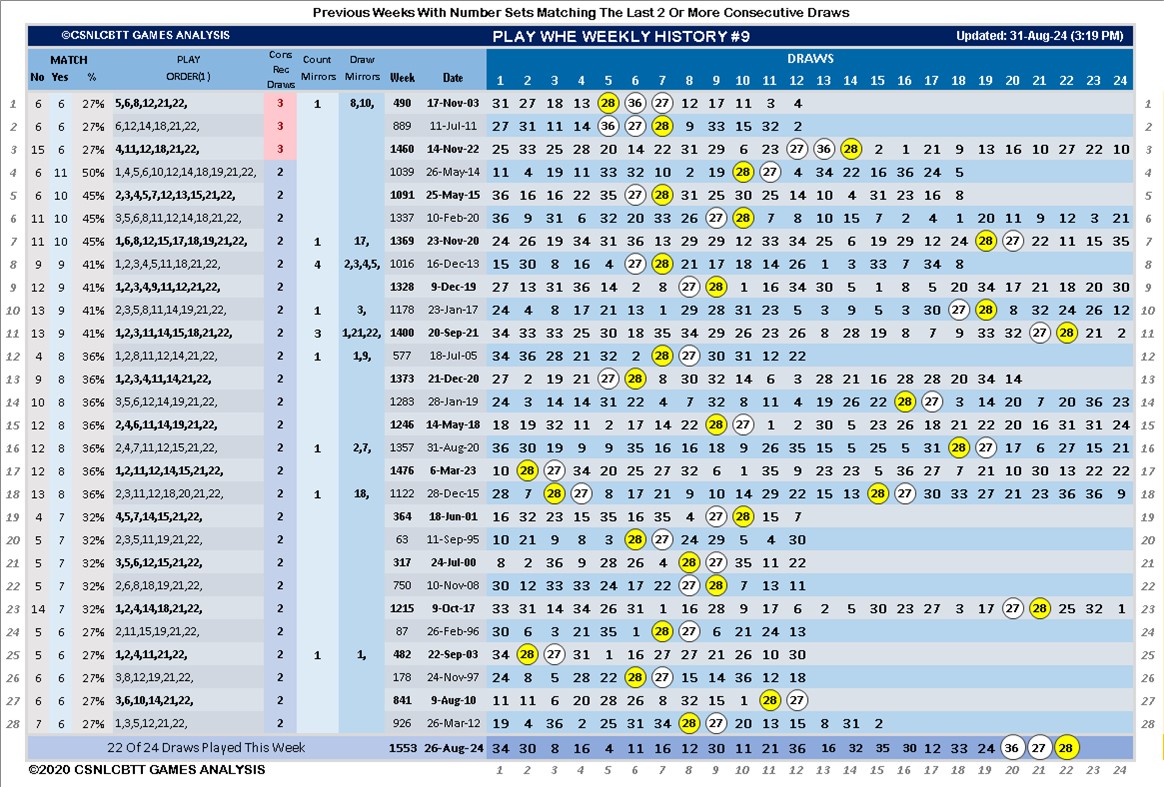 Previous Weeks With Number Sets Matching The Last 2 Or More Consecutive Draws
©CSNLCBTT GAMES ANALYSIS PLAY WHE WEEKLY HISTORY #9 Updated: 31-Aug-24 (3:19 PM)
MATCH PLAY Cons Count Draw DRAWS
No Yes % ORDER(1) Rec Draws Mirrors Mirrors Week Date 1 2 3 4 5 6 7 8 9 10 11 12 13 14 15 16 17 18 19 20 21 22 23 24
1 6 6 27% 5,6,8,12,21,22, 3 1 8,10, 490 17-Nov-03 31 27 18 13 28 36 27 12 17 11 3 4 1
2 6 6 27% 6,12,14,18,21,22, 3 889 11-Jul-11 27 31 11 14 36 27 28 9 33 15 32 2 2
3 15 6 27% 4,11,12,18,21,22, 3 1460 14-Nov-22 25 33 25 28 20 14 22 31 29 6 23 27 36 28 2 1 21 9 13 16 10 27 22 10 3
4 6 11 50% 1,4,5,6,10,12,14,18,19,21,22, 2 1039 26-May-14 11 4 19 11 33 32 10 2 19 28 27 4 34 22 16 36 24 5 4
5 6 10 45% 2,3,4,5,7,12,13,15,21,22, 2 1091 25-May-15 36 16 16 22 35 27 28 31 25 30 25 14 10 4 31 23 16 8 5
6 11 10 45% 3,5,6,8,11,12,14,18,21,22, 2 1337 10-Feb-20 36 9 31 6 32 20 33 26 27 28 7 8 10 15 7 2 4 1 20 11 9 12 3 21 6
7 11 10 45% 1,6,8,12,15,17,18,19,21,22, 2 1 17, 1369 23-Nov-20 24 26 19 34 31 36 13 29 29 12 33 34 25 6 19 29 12 24 28 27 22 11 15 35 7
8 9 9 41% 1,2,3,4,5,11,18,21,22, 2 4 2,3,4,5, 1016 16-Dec-13 15 30 8 16 4 27 28 21 17 18 14 26 1 3 33 7 34 8 8
9 12 9 41% 1,2,3,4,9,11,12,21,22, 2 1328 9-Dec-19 27 13 31 36 14 2 8 27 28 1 16 34 30 5 1 8 5 20 34 17 21 18 20 30 9
10 13 9 41% 2,3,5,8,11,14,19,21,22, 2 1 3, 1178 23-Jan-17 24 4 8 17 21 13 1 29 28 31 23 5 3 9 5 3 30 27 28 8 32 24 26 12 10
11 13 9 41% 1,2,3,11,14,15,18,21,22, 2 3 1,21,22, 1400 20-Sep-21 34 33 33 25 30 18 35 34 29 26 23 26 8 28 19 8 7 9 33 32 27 28 21 2 11
12 4 8 36% 1,2,8,11,12,14,21,22, 2 1 1,9, 577 18-Jul-05 34 36 28 21 32 2 28 27 30 31 12 22 12
13 9 8 36% 1,2,3,4,11,14,21,22, 2 1373 21-Dec-20 27 2 19 21 27 28 8 30 32 14 6 3 28 21 16 28 28 20 34 14 13
14 10 8 36% 3,5,6,12,14,19,21,22, 2 1283 28-Jan-19 24 3 14 14 31 22 4 7 32 8 11 4 19 26 22 28 27 3 14 20 7 20 36 23 14
15 12 8 36% 2,4,6,11,14,19,21,22, 2 1246 14-May-18 18 19 32 11 2 17 14 22 28 27 1 2 30 5 23 26 18 21 22 20 16 31 31 24 15
16 12 8 36% 2,4,7,11,12,15,21,22, 2 1 2,7, 1357 31-Aug-20 36 30 19 9 9 35 16 16 18 9 26 35 15 5 25 5 31 28 27 17 6 27 15 21 16
17 12 8 36% 1,2,11,12,14,15,21,22, 2 1476 6-Mar-23 10 28 27 34 20 25 27 32 6 1 35 9 23 23 5 36 27 7 21 10 30 13 22 22 17
18 13 8 36% 2,3,11,12,18,20,21,22, 2 1 18, 1122 28-Dec-15 28 7 28 27 8 17 21 9 10 14 29 22 15 13 28 27 30 33 27 21 23 36 36 9 18
19 4 7 32% 4,5,7,14,15,21,22, 2 364 18-Jun-01 16 32 23 15 35 16 35 4 27 28 15 7 19
20 5 7 32% 2,3,5,11,19,21,22, 2 63 11-Sep-95 10 21 9 8 3 28 27 24 29 5 4 30 20
21 5 7 32% 3,5,6,12,15,21,22, 2 317 24-Jul-00 8 2 36 9 28 26 4 28 27 35 11 22 21
22 5 7 32% 2,6,8,18,19,21,22, 2 750 10-Nov-08 30 12 33 33 24 17 22 27 28 7 13 11 22
23 14 7 32% 1,2,4,14,18,21,22, 2 1215 9-Oct-17 33 31 14 34 26 31 1 16 28 9 17 6 2 5 30 23 27 3 17 27 28 25 32 1 23
24 5 6 27% 2,11,15,19,21,22, 2 87 26-Feb-96 30 6 3 21 35 1 28 27 6 21 24 13 24
25 5 6 27% 1,2,4,11,21,22, 2 1 1, 482 22-Sep-03 34 28 27 31 1 16 27 27 21 26 10 30 25
26 6 6 27% 3,8,12,19,21,22, 2 178 24-Nov-97 24 8 5 28 22 28 27 15 14 36 12 18 26
27 6 6 27% 3,6,10,14,21,22, 2 841 9-Aug-10 11 11 6 20 28 26 8 32 15 1 28 27 27
28 7 6 27% 1,3,5,12,21,22, 2 926 26-Mar-12 19 4 36 2 25 31 34 28 27 20 13 15 8 31 2 28
22 Of 24 Draws Played This Week 1553 26-Aug-24 34 30 8 16 4 11 16 12 30 11 21 36 16 32 35 30 12 33 24 36 27 28
©2020 CSNLCBTT GAMES ANALYSIS 1 2 3 4 5 6 7 8 9 10 11 12 13 14 15 16 17 18 19 20 21 22 23 24